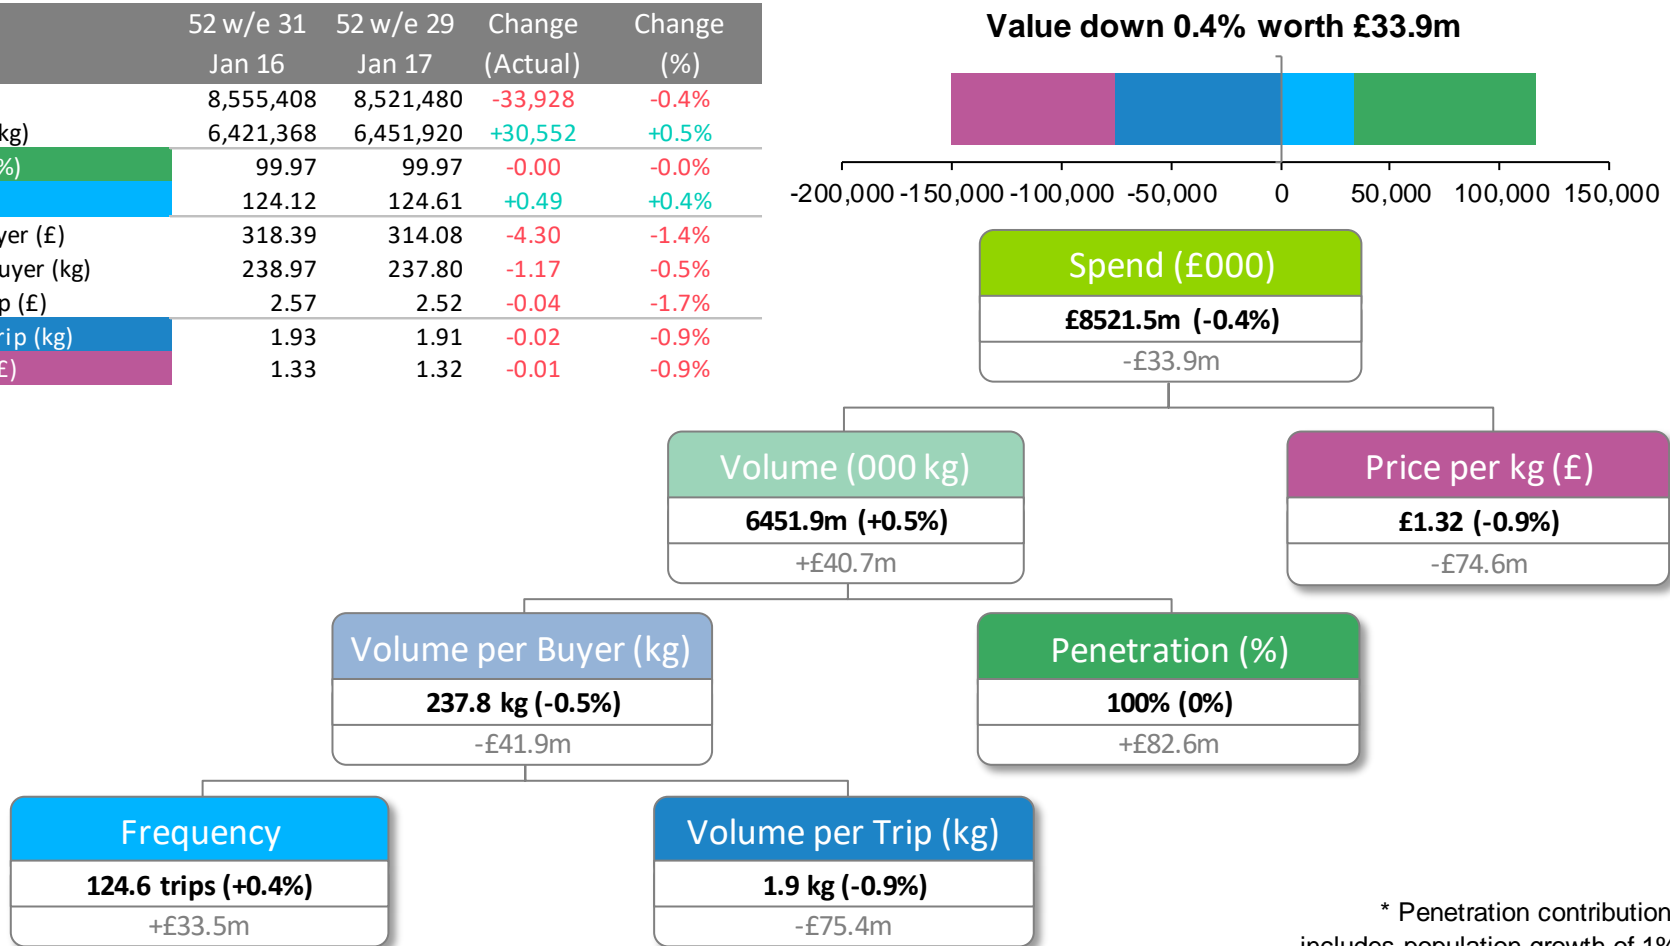 52 w/e 31 52 w/e 29 Change Change
Jan 16 Jan 17 (Actual) (%)
8,555,408 8,521,480 -33,928 -0.4%
kg) 6,421,368 6,451,920 +30,552 +0.5%
%) 99.97 99.97 -0.00 -0.0%
124.12 124.61 +0.49 +0.4%
yer (£) 318.39 314.08 -4.30 -1.4%
uyer (kg) 238.97 237.80 -1.17 -0.5%
p (£) 2.57 2.52 -0.04 -1.7%
rip (kg) 1.93 1.91 -0.02 -0.9%
£) 1.33 1.32 -0.01 -0.9%
Value down 0.4% worth £33.9m
-200,000 -150,000 -100,000 -50,000 0 50,000 100,000 150,000
Spend (£000)
£8521.5m (-0.4%)
-£33.9m
Volume (000 kg)
6451.9m (+0.5%)
+£40.7m
Price per kg (£)
£1.32 (-0.9%)
-£74.6m
Volume per Buyer (kg)
237.8 kg (-0.5%)
-£41.9m
Penetration (%)
100% (0%)
+£82.6m
Frequency
124.6 trips (+0.4%)
+£33.5m
Volume per Trip (kg)
1.9 kg (-0.9%)
-£75.4m
* Penetration contribution
includes population growth of 1%